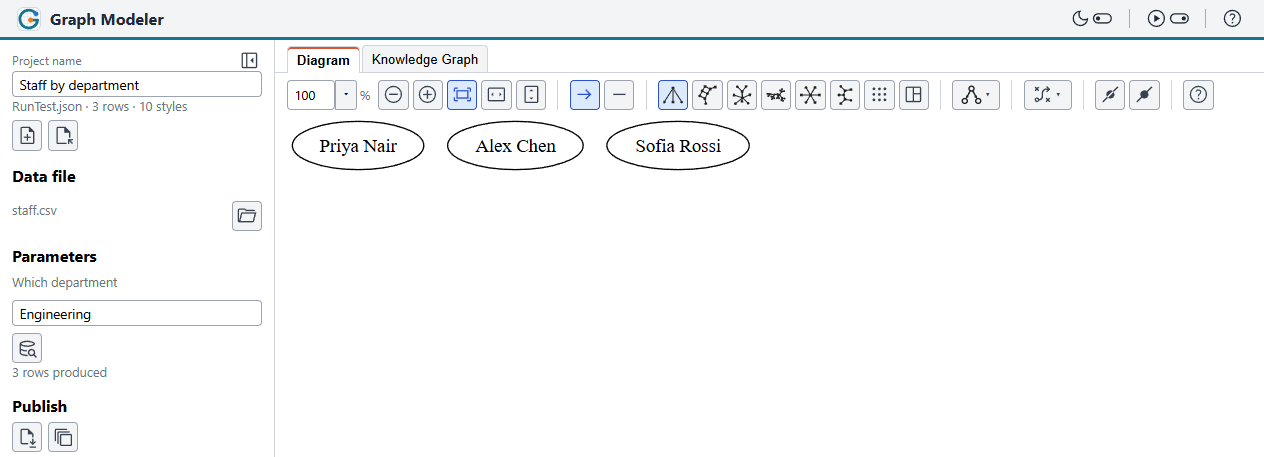 Graph Modeler
Project name
Staff by department
RunTest.json · 3 rows · 10 styles
Data file
staff.csv
Parameters
Which department
Engineering
3 rows produced
Publish
Diagram
Knowledge Graph
100 %
Priya Nair Alex Chen Sofia Rossi